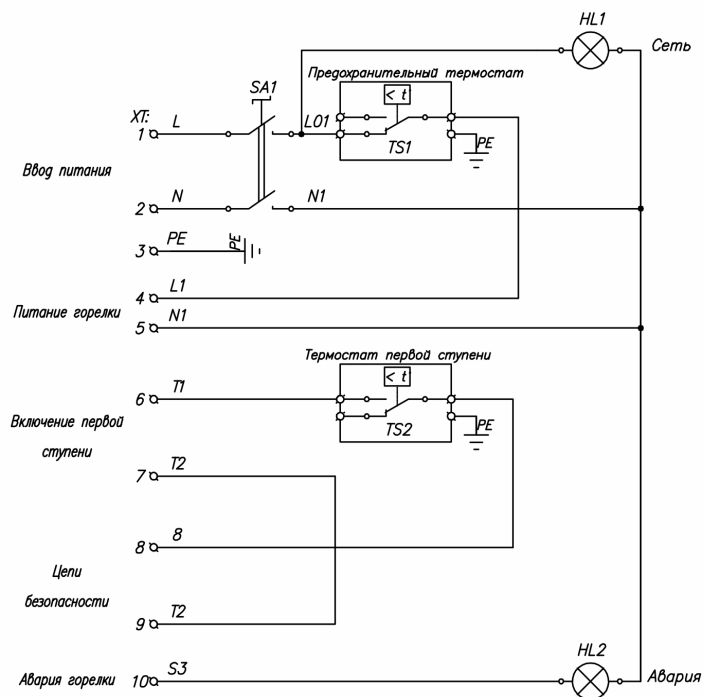 HL1
Сеть
Предохранительный термостат
SA1
< t
XT:
1
L
L01
TS1
PE
Ввод питания
2
N
N1
3
PE
PE
4
L1
Питание горелки
5
N1
Термостат первой ступени
< t
6
T1
TS2
PE
Включение первой
ступени
7
T2
8
8
Цепи
безопасности
9
T2
HL2
Авария горелки
10
S3
Авария